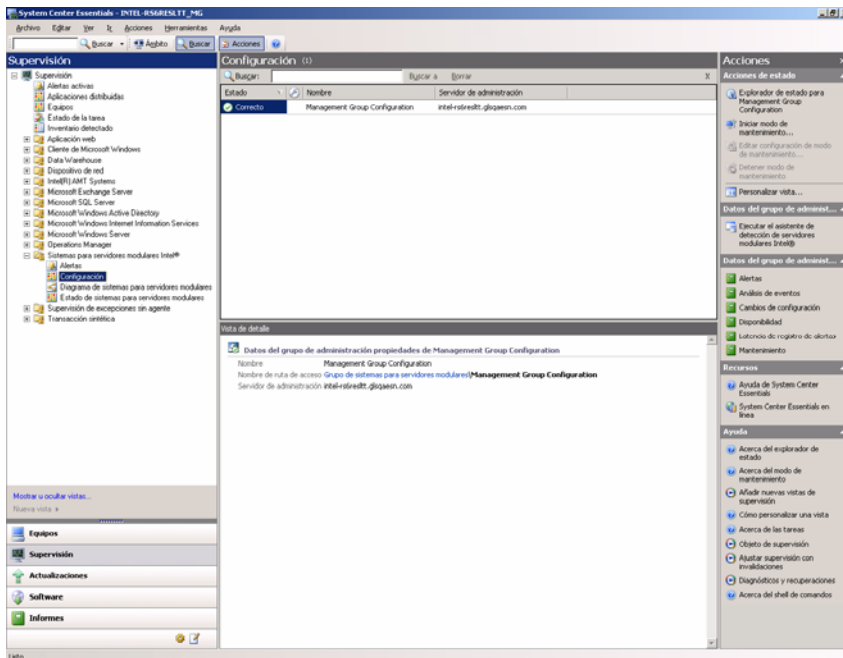 System Center Essentials - INTEL-RS6RESLTT_MG
Archivo Editar Ver Ir Acciones Herramientas Ayuda
Buscar Ámbito Buscar Acciones
Supervisión
Supervisión
Alertas activas
Aplicaciones distribuidas
Equipos
Estado de la tarea
Inventario detectado
Aplicación web
Cliente de Microsoft Windows
Data Warehouse
Dispositivo de red
Intel(R) AMT Systems
Microsoft Exchange Server
Microsoft SQL Server
Microsoft Windows Active Directory
Microsoft Windows Internet Information Services
Microsoft Windows Server
Operations Manager
Sistemas para servidores modulares Intel®
Alertas
Configuración
Diagrama de sistemas para servidores modulares
Estado de sistemas para servidores modulares
Supervisión de excepciones sin agente
Transacción sintética
Mostrar u ocultar vistas...
Nueva vista
Equipos
Supervisión
Actualizaciones
Software
Informes
Listo
Configuración (1)
Buscar: Buscar a Borrar X
Estado Nombre Servidor de administración
Correcto Management Group Configuration intel-rs6resltt.glsqaesn.com
Vista de detalle
Datos del grupo de administración propiedades de Management Group Configuration
Nombre Management Group Configuration
Nombre de ruta de acceso Grupo de sistemas para servidores modulares\Management Group Configuration
Servidor de administración intel-rs6resltt.glsqaesn.com
Acciones
Acciones de estado
Explorador de estado para
Management Group
Configuration
Iniciar modo de
mantenimiento...
Editar configuración de modo
de mantenimiento...
Detener modo de
mantenimiento
Personalizar vista...
Datos del grupo de administ...
Ejecutar el asistente de
detección de servidores
modulares Intel®
Datos del grupo de administ...
Alertas
Análisis de eventos
Cambios de configuración
Disponibilidad
Latencia de registro de alertas
Mantenimiento
Recursos
Ayuda de System Center
Essentials
System Center Essentials en
línea
Ayuda
Acerca del explorador de
estado
Acerca del modo de
mantenimiento
Añadir nuevas vistas de
supervisión
Cómo personalizar una vista
Acerca de las tareas
Objeto de supervisión
Ajustar supervisión con
invalidaciones
Diagnósticos y recuperaciones
Acerca del shell de comandos